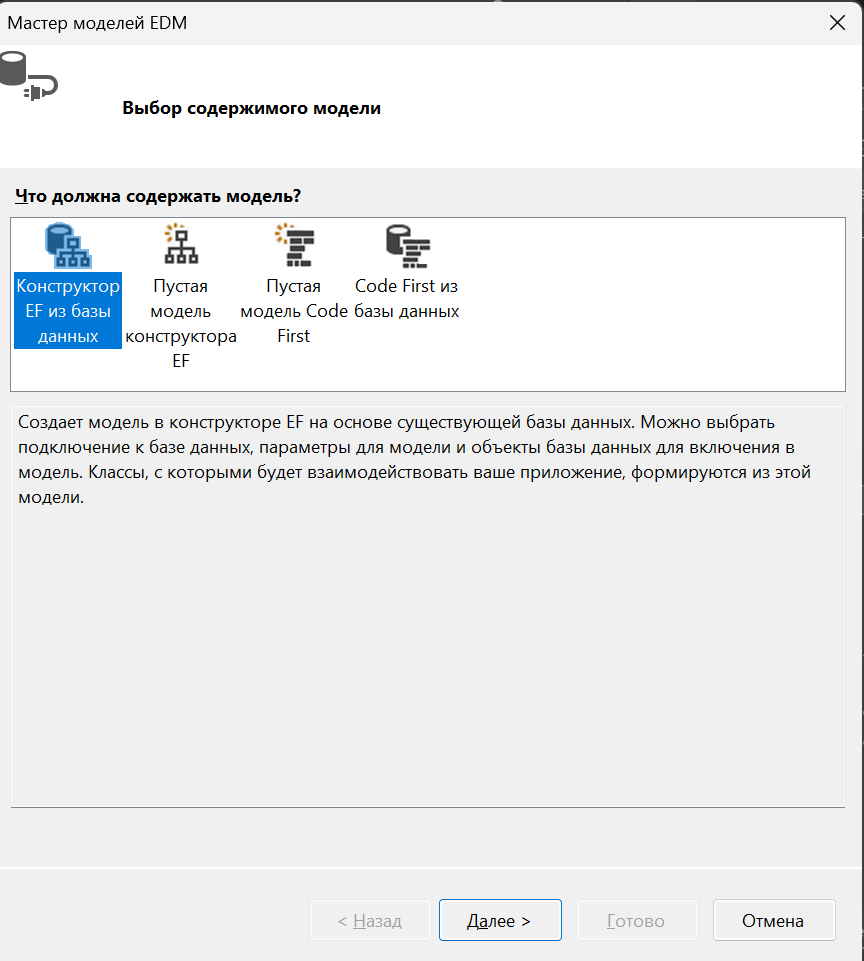 Мастер моделей EDM
Выбор содержимого модели
Что должна содержать модель?
Конструктор EF из базы данных
Пустая модель конструктора EF
Пустая модель Code First
Code First из базы данных
Создает модель в конструкторе EF на основе существующей базы данных. Можно выбрать
подключение к базе данных, параметры для модели и объекты базы данных для включения в
модель. Классы, с которыми будет взаимодействовать ваше приложение, формируются из этой
модели.
< Назад
Далее >
Готово
Отмена